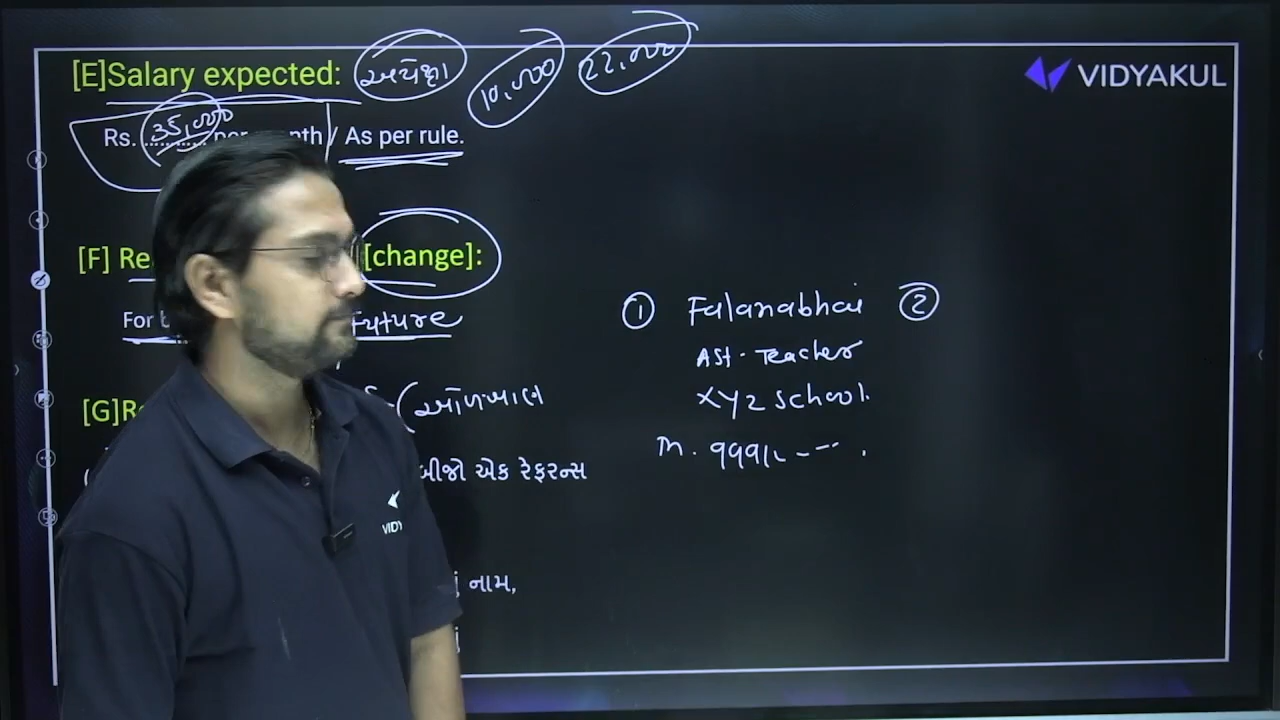 [E]Salary expected: અપેક્ષા 10,000 22,000
VIDYAKUL
Rs. 35,000 per month / As per rule.
[F] Re [change]:
For b Future
① Falanabhai ②
Ast. Teacher
XYZ School.
[G]Re (ઓળખાણ
બીજો એક રેફરન્સ
M. 9991
VIDY
નામ,